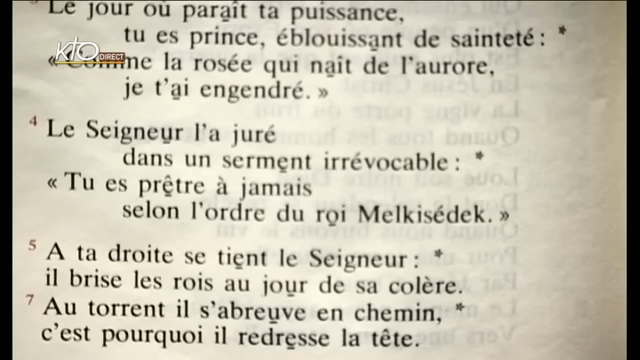 Le jour où paraît ta puissance,
tu es prince, éblouissant de sainteté : *
KTO DIRECT
« Comme la rosée qui naît de l'aurore,
je t'ai engendré. »
4 Le Seigneur l'a juré
dans un serment irrévocable : *
« Tu es prêtre à jamais
selon l'ordre du roi Melkisédek. »
5 A ta droite se tient le Seigneur : *
il brise les rois au jour de sa colère.
7 Au torrent il s'abreuve en chemin, *
c'est pourquoi il redresse la tête.